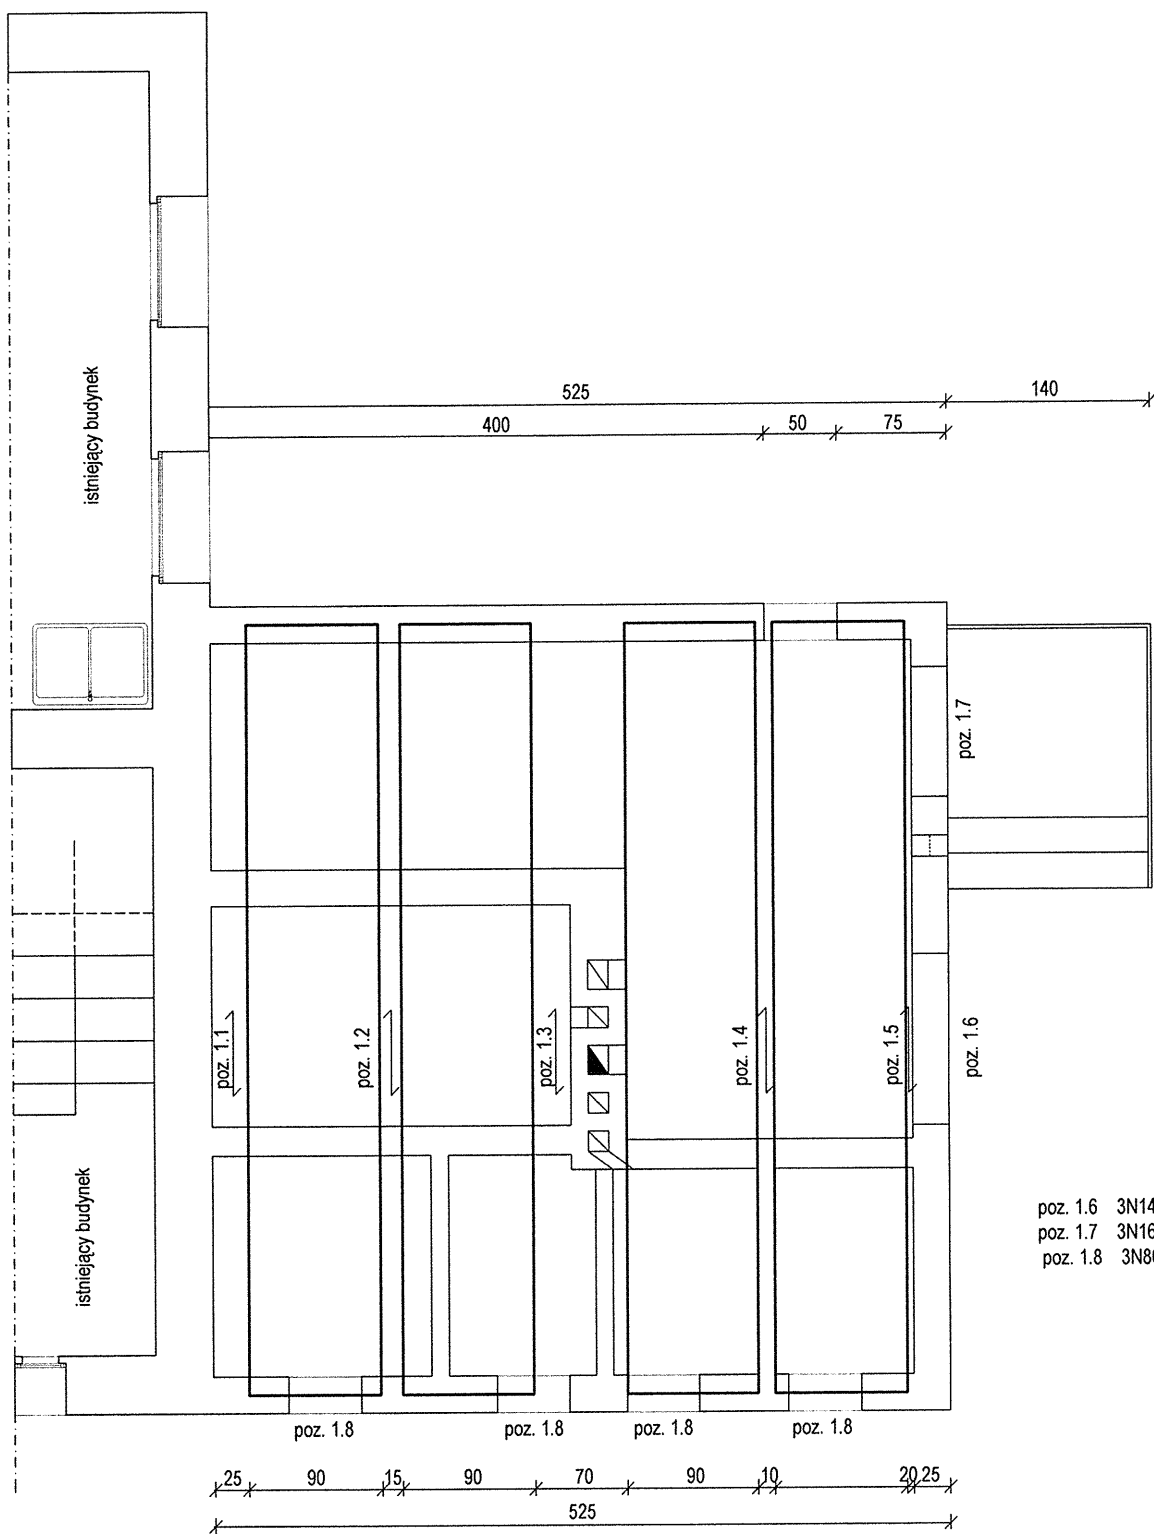 istniejący budynek
525
140
400
50
75
poz. 1.7
poz. 1.1
poz. 1.2
poz. 1.3
poz. 1.4
poz. 1.5
poz. 1.6
istniejący budynek
poz. 1.6 3N14
poz. 1.7 3N16
poz. 1.8
poz. 1.8
poz. 1.8
poz. 1.8
poz. 1.8
25
90
15
90
70
90
10
20
25
525